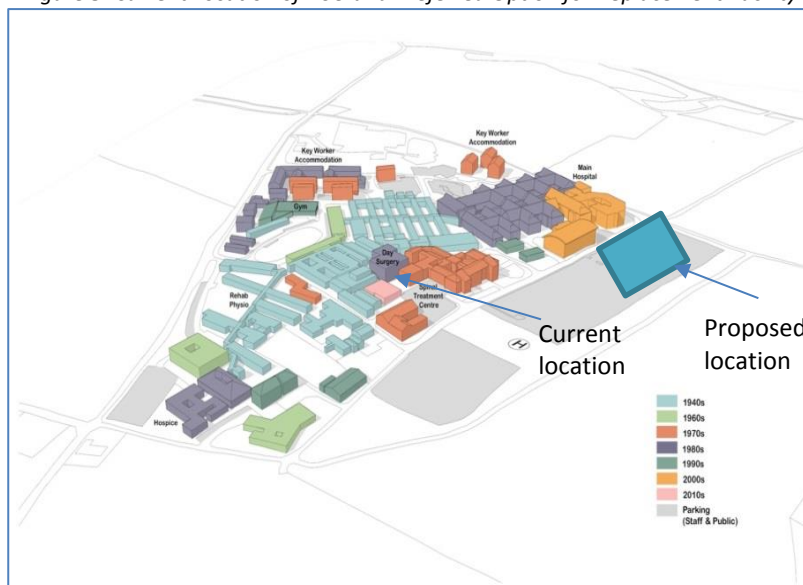 Key Worker
Accommodation
Key Worker
Accommodation
Main
Hospital
Gym
Day
Surgery
Rehab
Physio
Spinal
Treatment
Centre
Current
location
Proposed
location
H
Hospice
1940s
1960s
1970s
1980s
1990s
2000s
2010s
Parking
(Staff & Public)